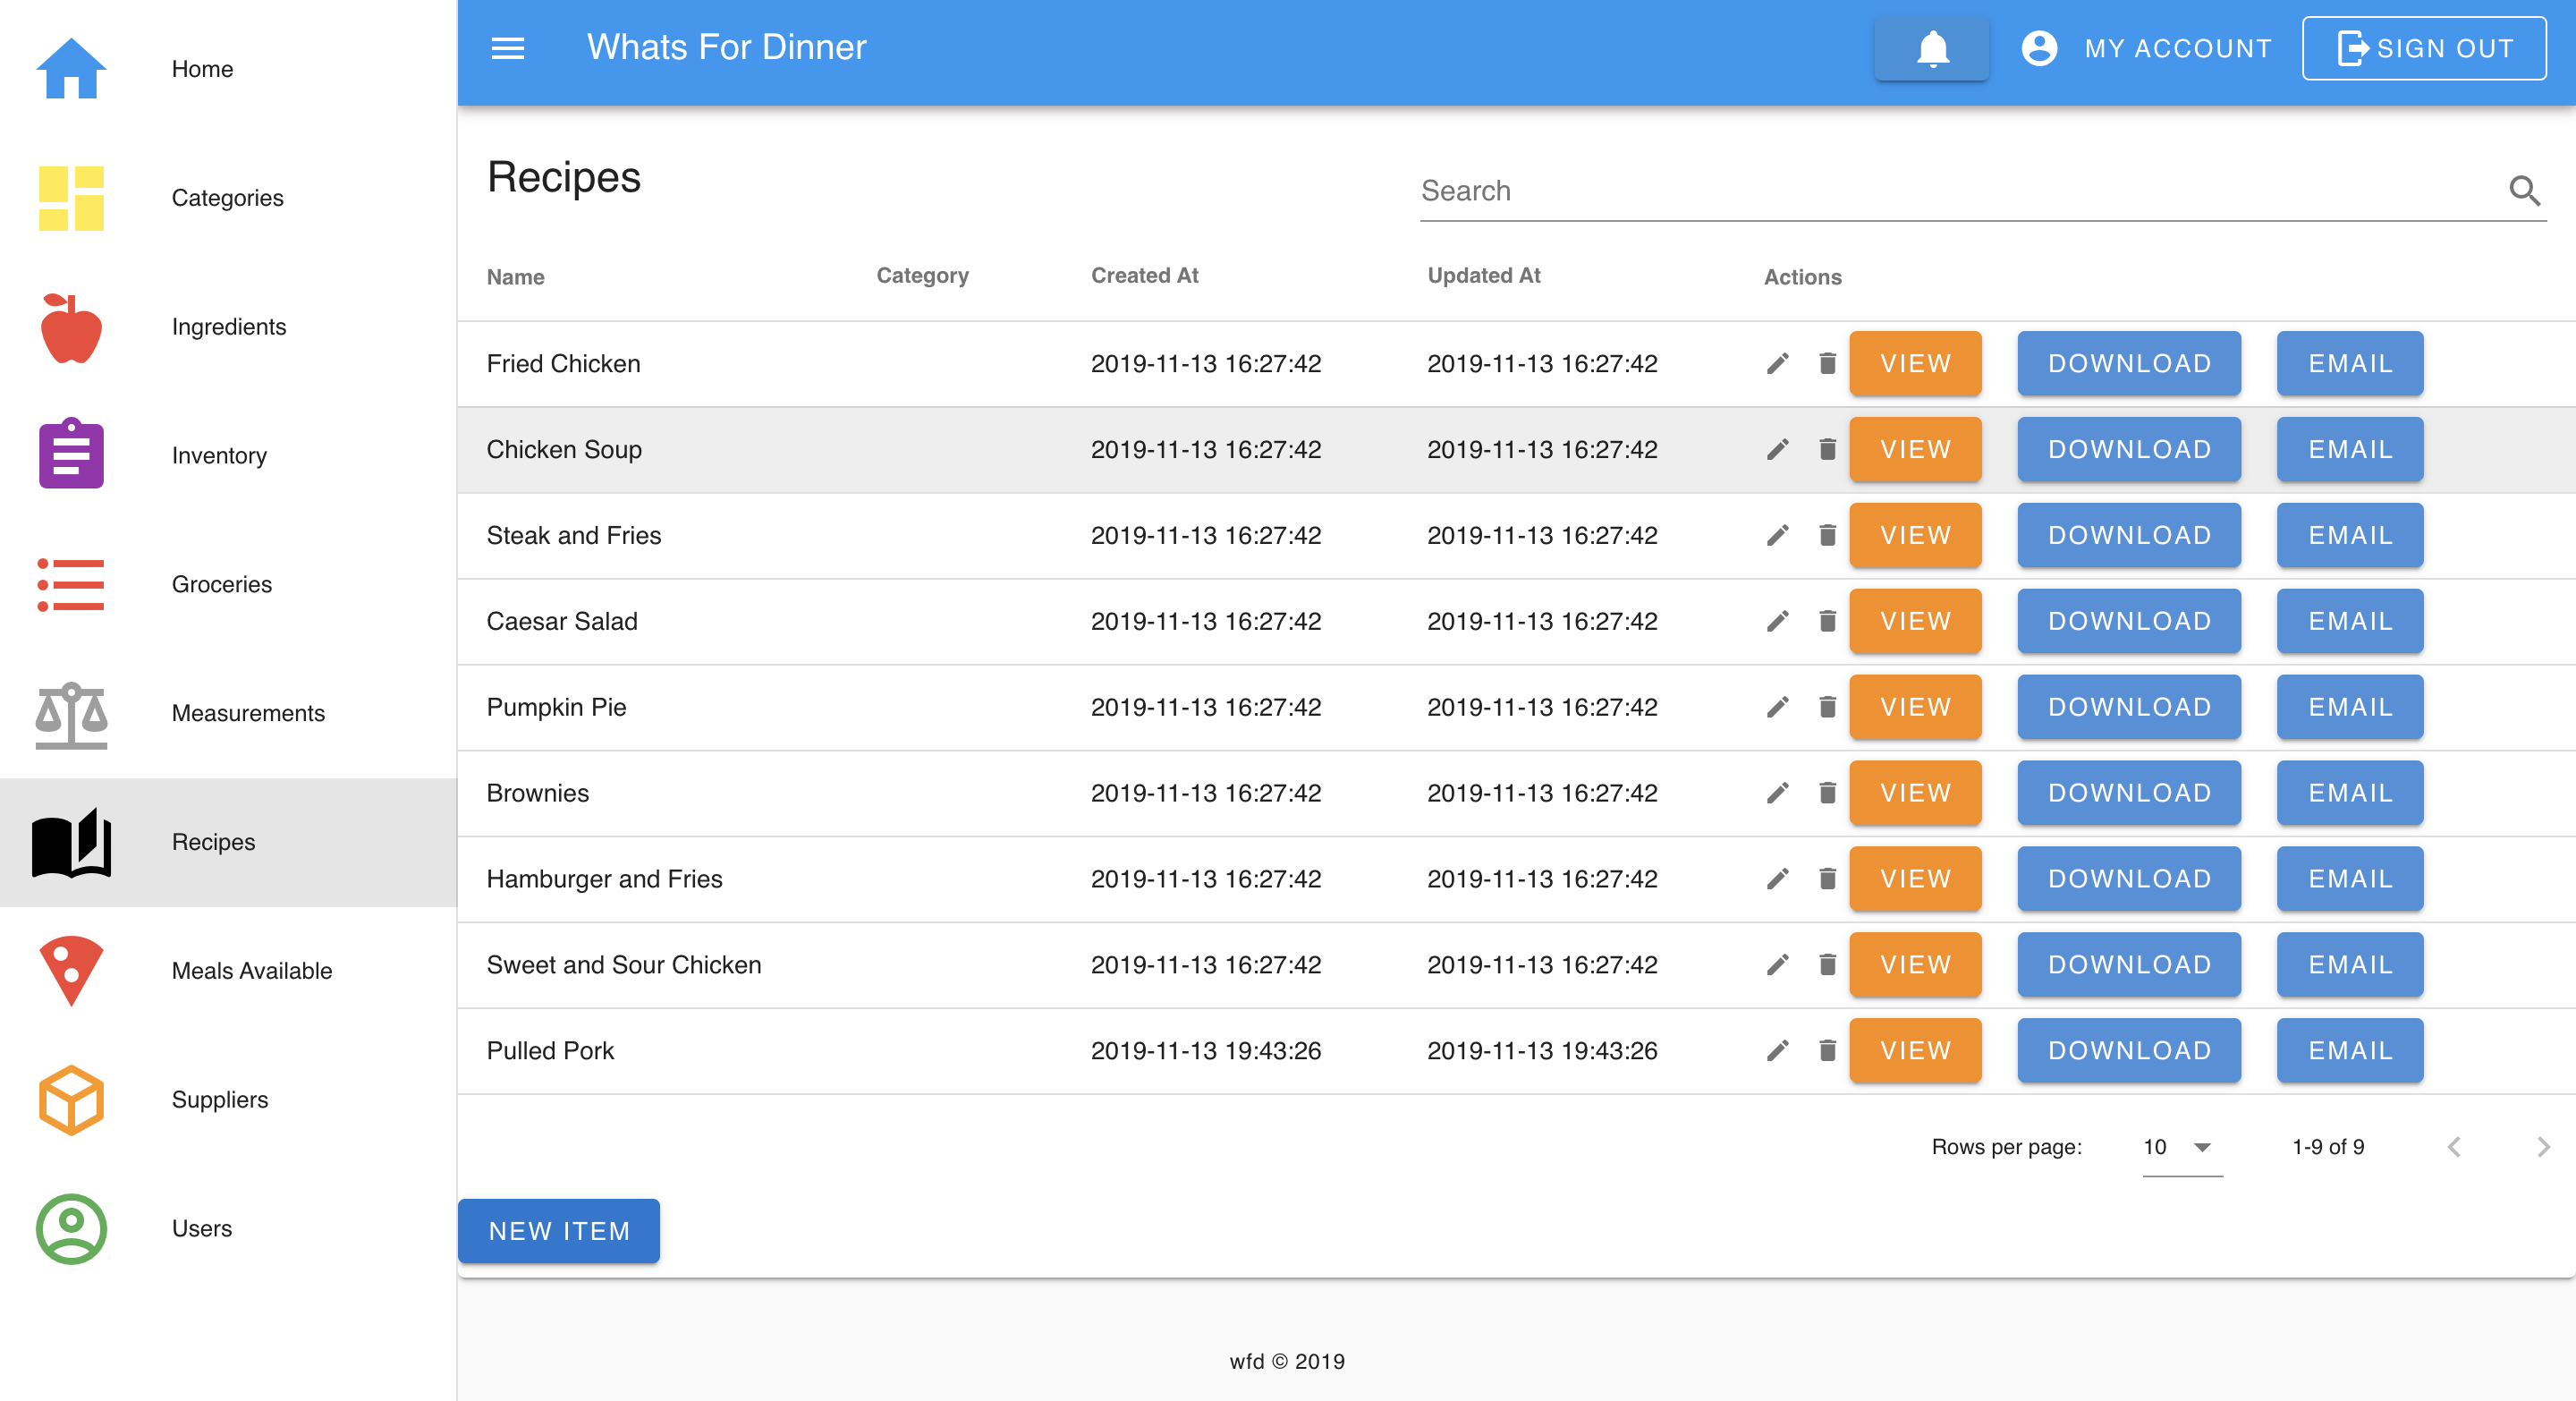 Whats For Dinner
MY ACCOUNT
SIGN OUT
Home
Categories
Ingredients
Inventory
Groceries
Measurements
Recipes
Meals Available
Suppliers
Users
Recipes
Search
Name Category Created At Updated At Actions
Fried Chicken 2019-11-13 16:27:42 2019-11-13 16:27:42 VIEW DOWNLOAD EMAIL
Chicken Soup 2019-11-13 16:27:42 2019-11-13 16:27:42 VIEW DOWNLOAD EMAIL
Steak and Fries 2019-11-13 16:27:42 2019-11-13 16:27:42 VIEW DOWNLOAD EMAIL
Caesar Salad 2019-11-13 16:27:42 2019-11-13 16:27:42 VIEW DOWNLOAD EMAIL
Pumpkin Pie 2019-11-13 16:27:42 2019-11-13 16:27:42 VIEW DOWNLOAD EMAIL
Brownies 2019-11-13 16:27:42 2019-11-13 16:27:42 VIEW DOWNLOAD EMAIL
Hamburger and Fries 2019-11-13 16:27:42 2019-11-13 16:27:42 VIEW DOWNLOAD EMAIL
Sweet and Sour Chicken 2019-11-13 16:27:42 2019-11-13 16:27:42 VIEW DOWNLOAD EMAIL
Pulled Pork 2019-11-13 19:43:26 2019-11-13 19:43:26 VIEW DOWNLOAD EMAIL
Rows per page: 10 1-9 of 9
NEW ITEM
wfd © 2019